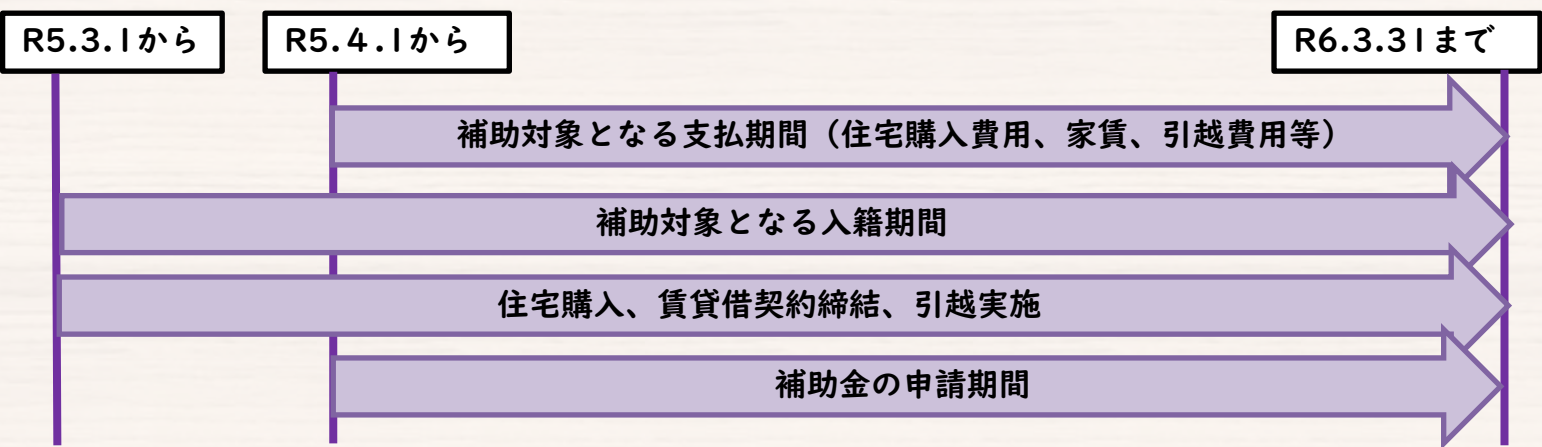 R5.3.1から
R5.4.1から
R6.3.31まで
補助対象となる支払期間（住宅購入費用、家賃、引越費用等）
補助対象となる入籍期間
住宅購入、賃貸借契約締結、引越実施
補助金の申請期間